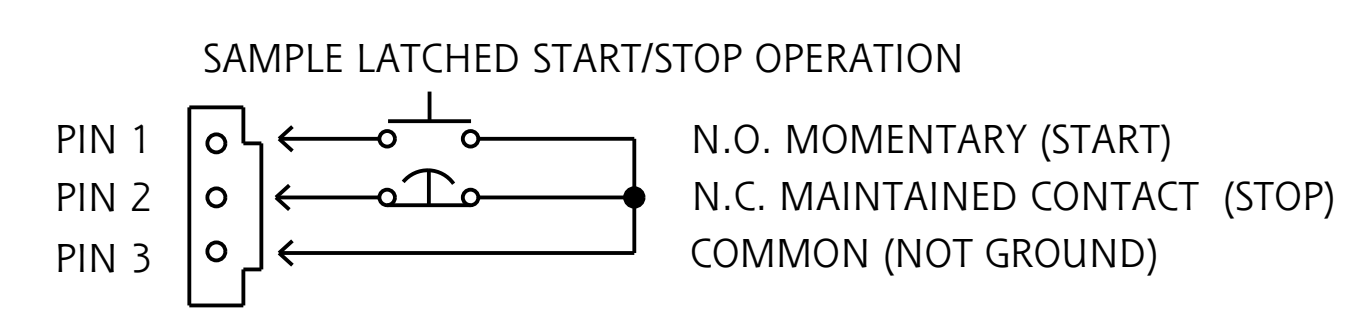 SAMPLE LATCHED START/STOP OPERATION
PIN 1 N.O. MOMENTARY (START)
PIN 2 N.C. MAINTAINED CONTACT (STOP)
PIN 3 COMMON (NOT GROUND)